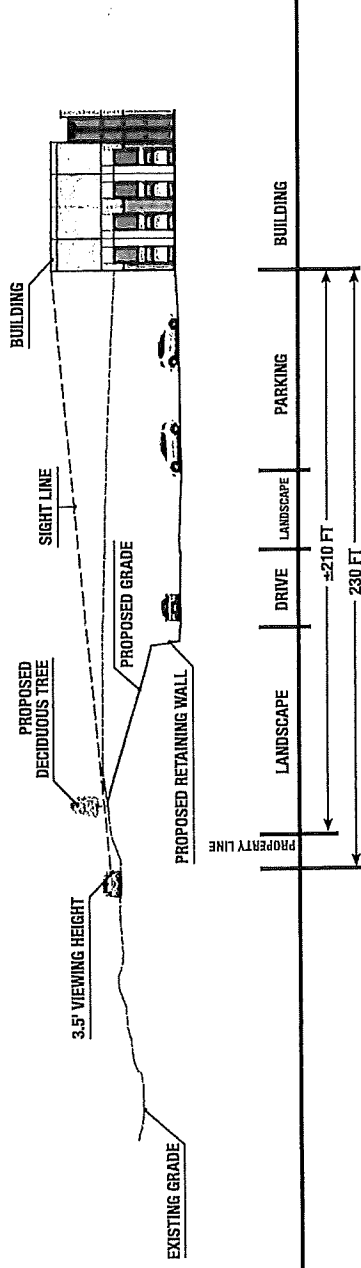 BUILDING
SIGHT LINE
PROPOSED
DECIDUOUS TREE
3.5' VIEWING HEIGHT
EXISTING GRADE
PROPOSED GRADE
PROPOSED RETAINING WALL
PROPERTY LINE
LANDSCAPE
DRIVE
LANDSCAPE
PARKING
BUILDING
±210 FT
230 FT